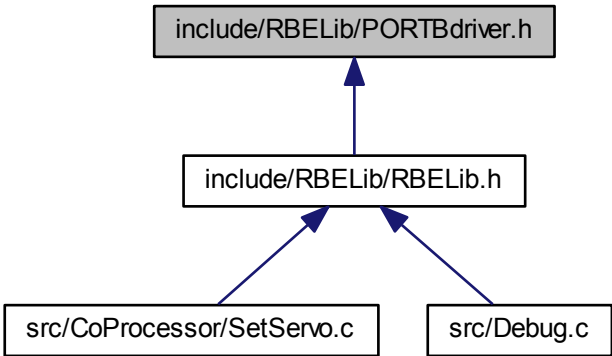 include/RBELib/PORTBdriver.h
include/RBELib/RBELib.h
src/CoProcessor/SetServo.c
src/Debug.c